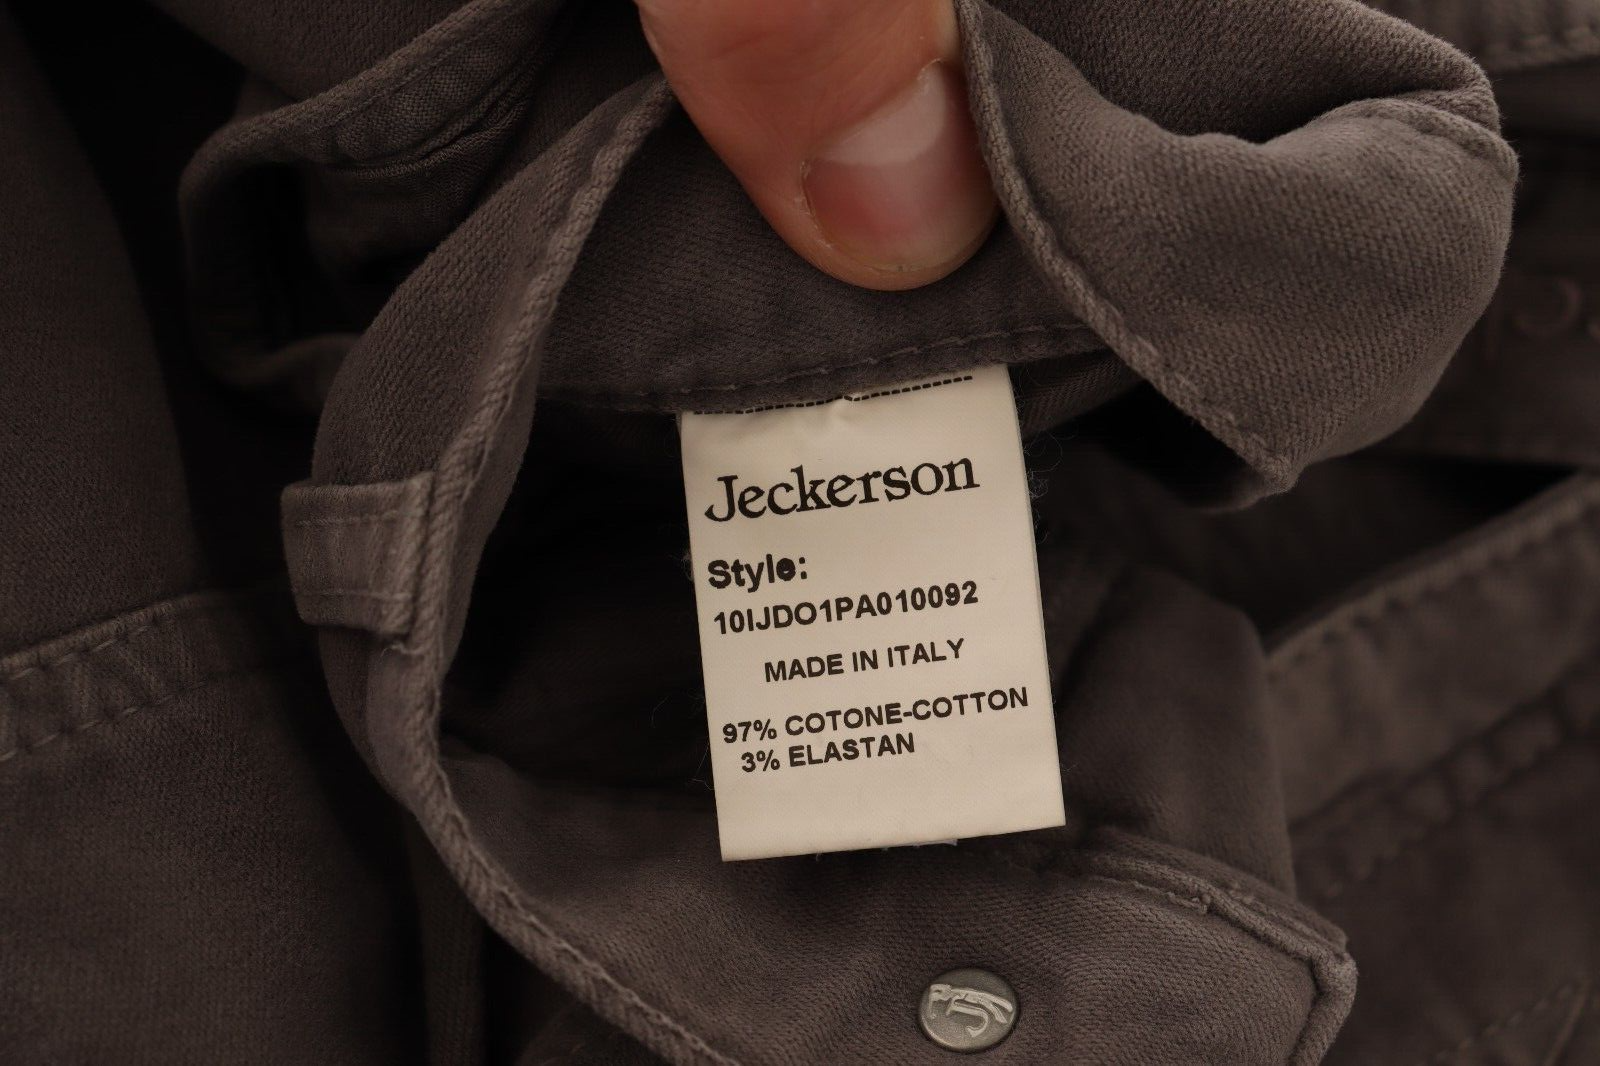 Jeckerson
Style:
10IJDO1PA010092
MADE IN ITALY
97% COTONE-COTTON
3% ELASTAN